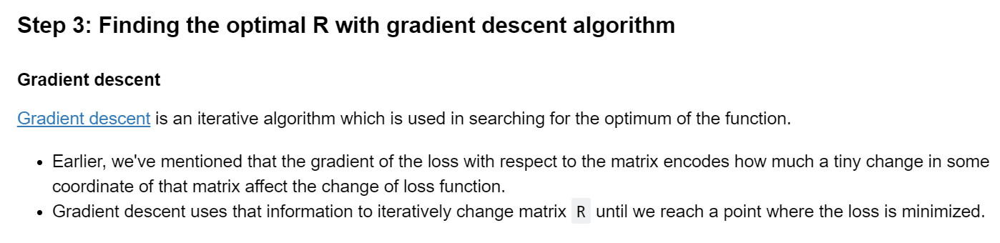 Step 3: Finding the optimal R with gradient descent algorithm
Gradient descent
Gradient descent is an iterative algorithm which is used in searching for the optimum of the function.
• Earlier, we've mentioned that the gradient of the loss with respect to the matrix encodes how much a tiny change in some
coordinate of that matrix affect the change of loss function.
• Gradient descent uses that information to iteratively change matrix R until we reach a point where the loss is minimized.